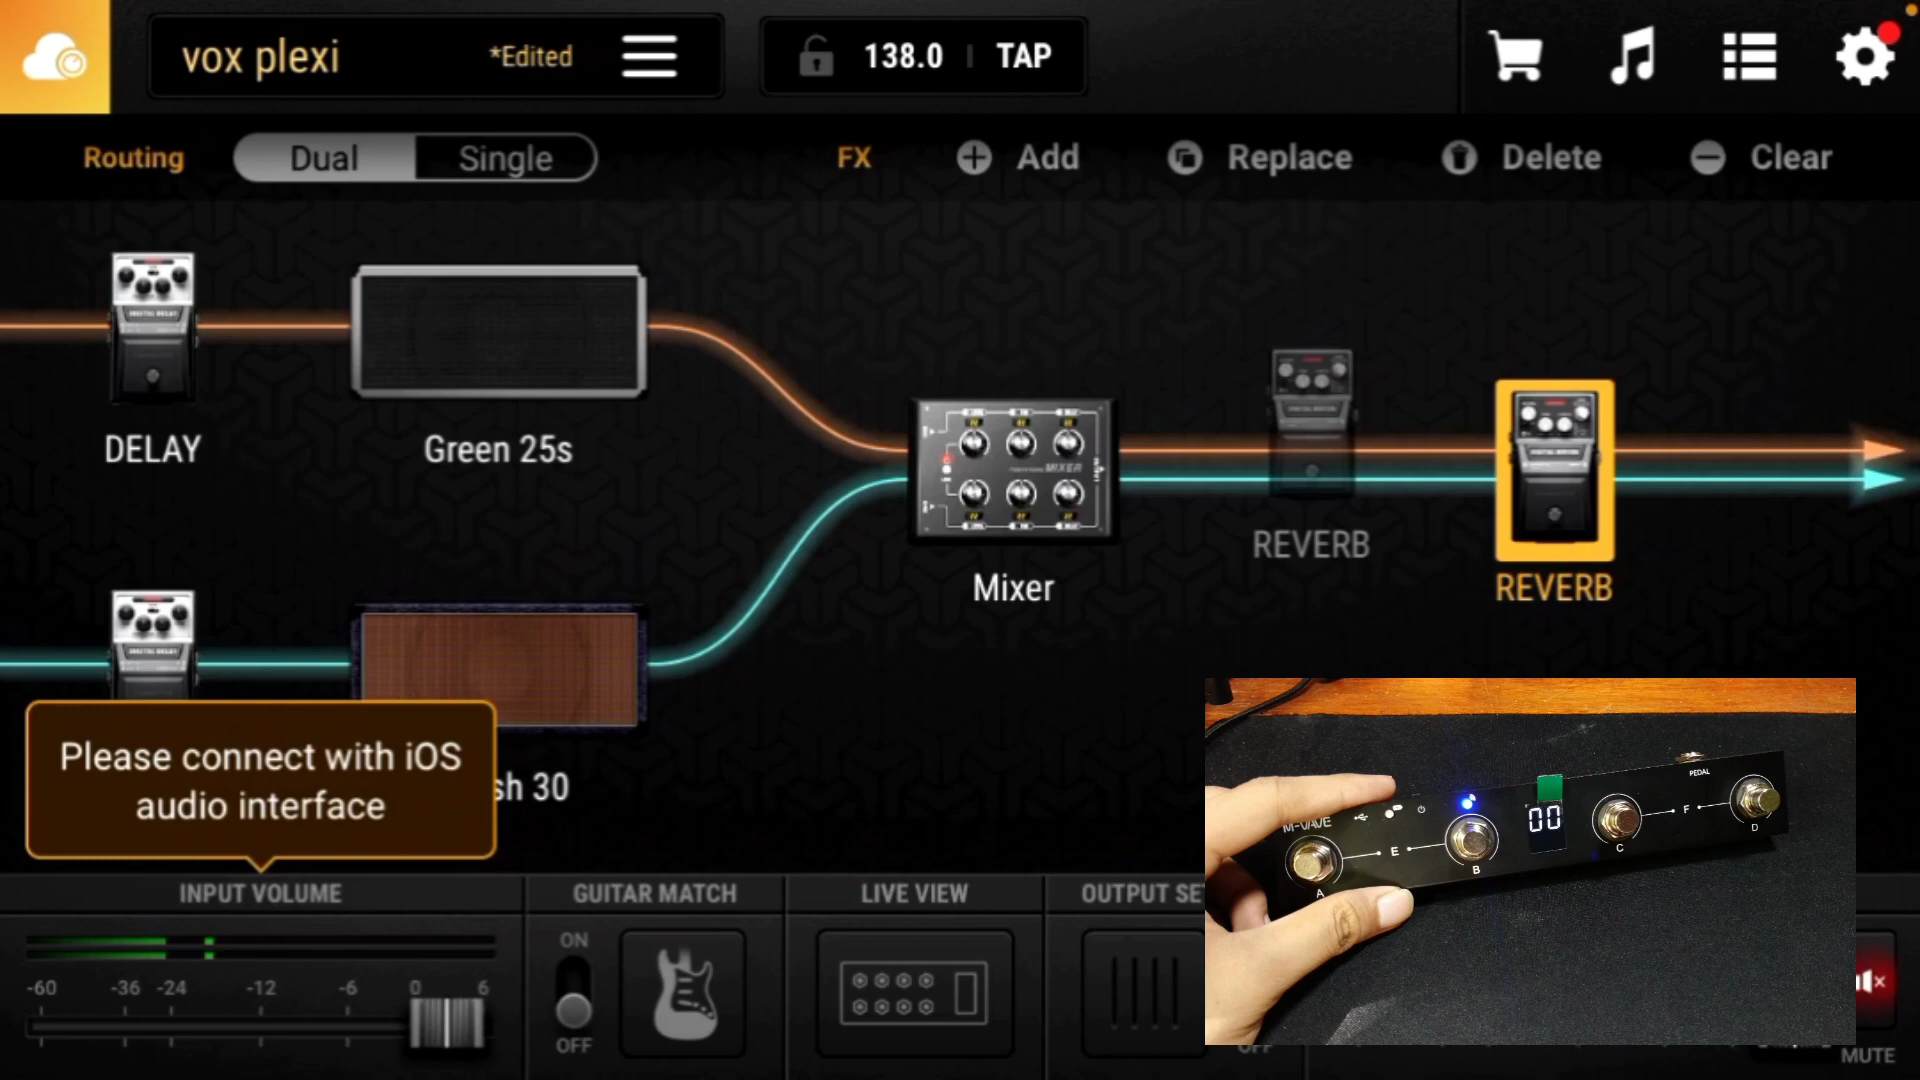 vox plexi *Edited
138.0 | TAP
Routing Dual Single FX Add Replace Delete Clear
DELAY
Green 25s
MIXER
Mixer
REVERB
REVERB
Please connect with iOS
audio interface
sh 30
INPUT VOLUME
-60 -36 -24 -12 -6 0 6
GUITAR MATCH
ON
OFF
LIVE VIEW
OUTPUT SE
OFF
MUTE
M-VAVE
PEDAL
00
A E B C F D